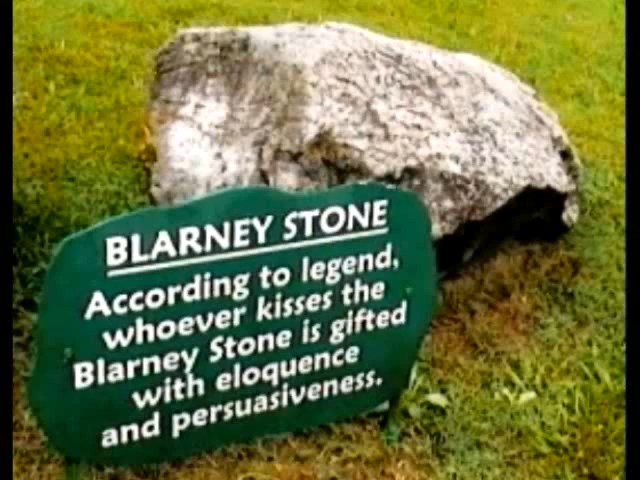 BLARNEY STONE
According to legend,
whoever kisses the
Blarney Stone is gifted
with eloquence
and persuasiveness.